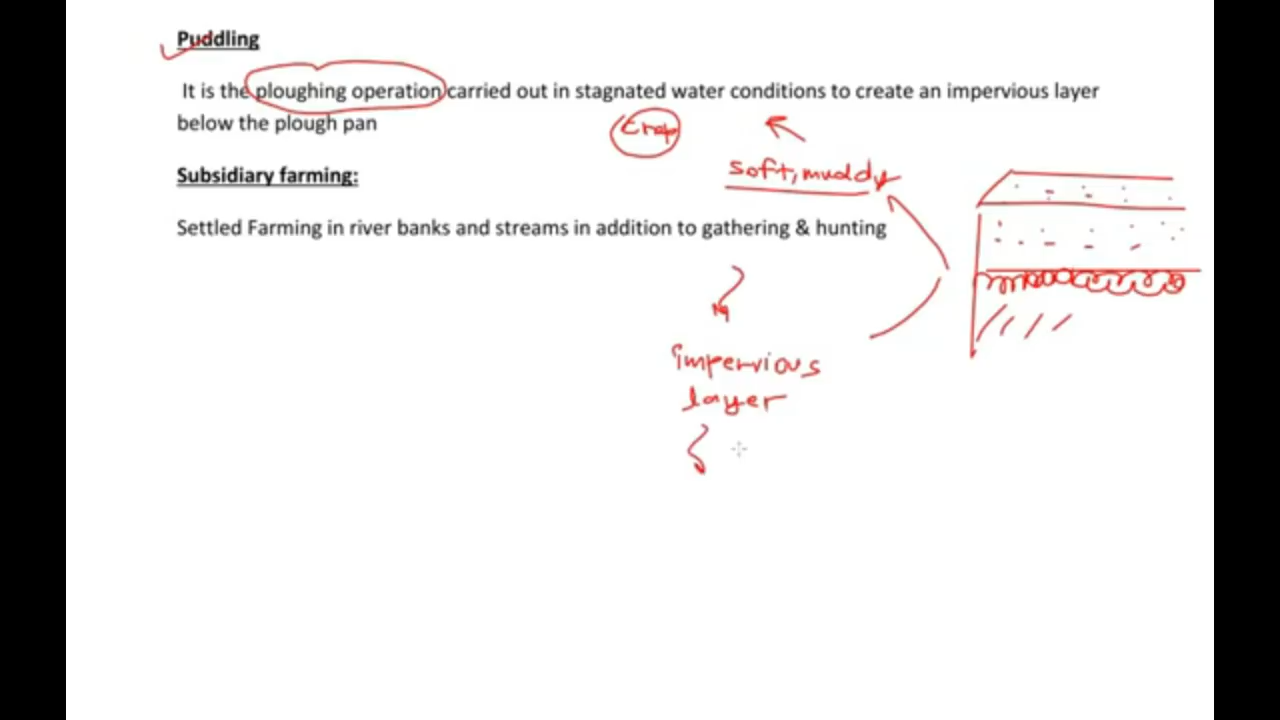 Puddling
It is the ploughing operation carried out in stagnated water conditions to create an impervious layer
below the plough pan
crop
soft, muddy
Subsidiary farming:
Settled Farming in river banks and streams in addition to gathering & hunting
impervious
layer